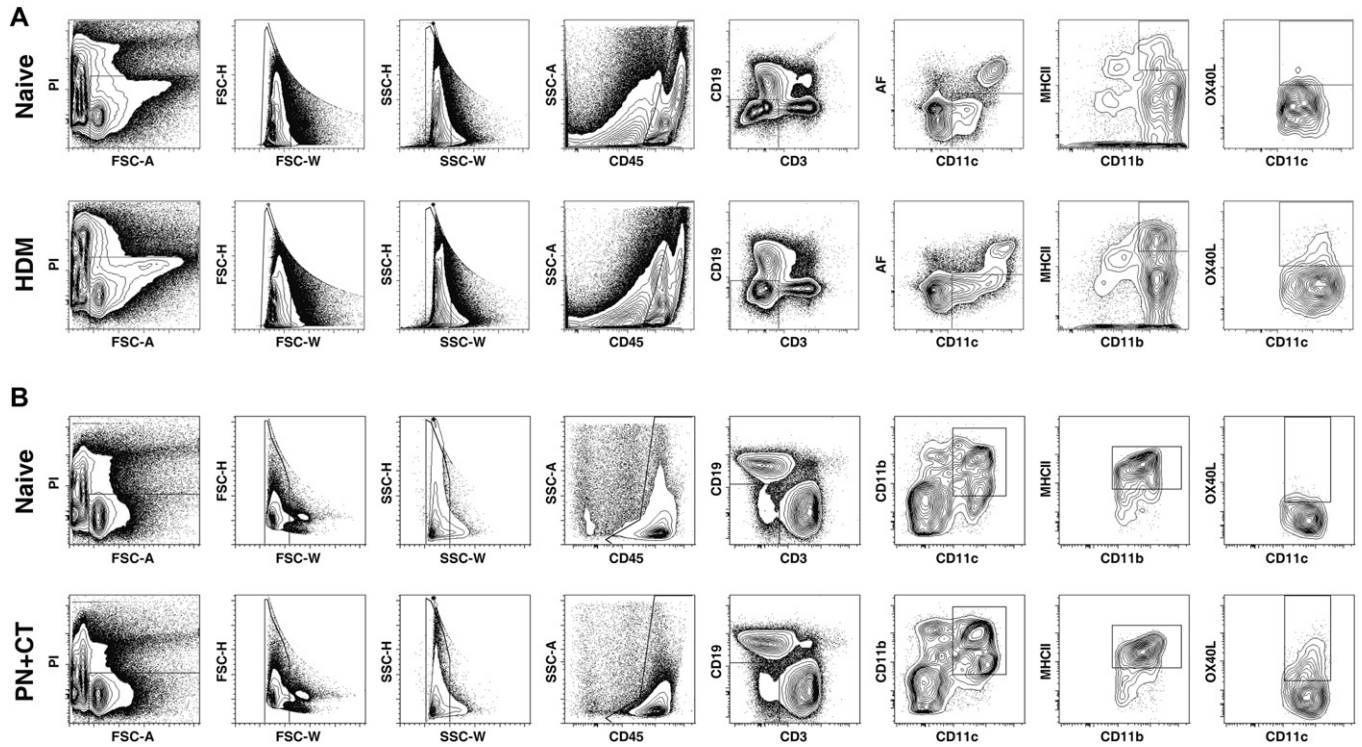 A
Naive
PI
FSC-A
FSC-H
FSC-W
SSC-H
SSC-W
SSC-A
CD45
CD19
CD3
AF
CD11c
MHCII
CD11b
OX40L
CD11c
HDM
PI
FSC-A
FSC-H
FSC-W
SSC-H
SSC-W
SSC-A
CD45
CD19
CD3
AF
CD11c
MHCII
CD11b
OX40L
CD11c
B
Naive
PI
FSC-A
FSC-H
FSC-W
SSC-H
SSC-W
SSC-A
CD45
CD19
CD3
CD11b
CD11c
MHCII
CD11b
OX40L
CD11c
PN+CT
PI
FSC-A
FSC-H
FSC-W
SSC-H
SSC-W
SSC-A
CD45
CD19
CD3
CD11b
CD11c
MHCII
CD11b
OX40L
CD11c